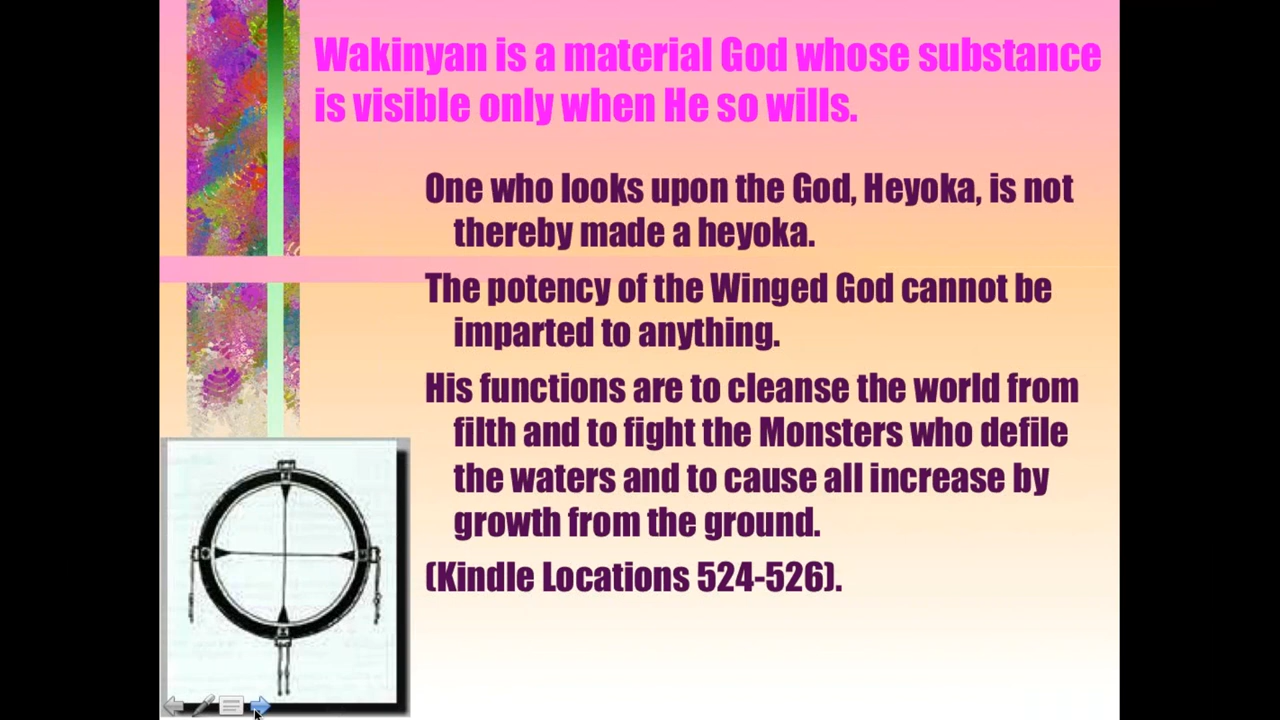 Wakinyan is a material God whose substance
is visible only when He so wills.
One who looks upon the God, Heyoka, is not
thereby made a heyoka.
The potency of the Winged God cannot be
imparted to anything.
His functions are to cleanse the world from
filth and to fight the Monsters who defile
the waters and to cause all increase by
growth from the ground.
(Kindle Locations 524-526).